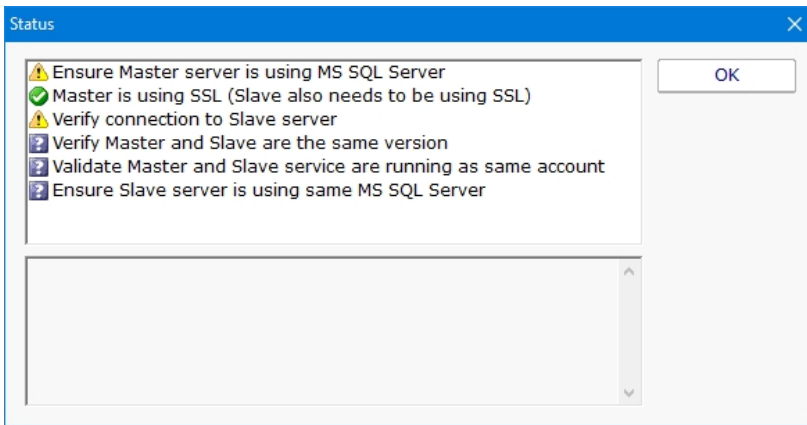 Status
Ensure Master server is using MS SQL Server
OK
Master is using SSL (Slave also needs to be using SSL)
Verify connection to Slave server
Verify Master and Slave are the same version
Validate Master and Slave service are running as same account
Ensure Slave server is using same MS SQL Server